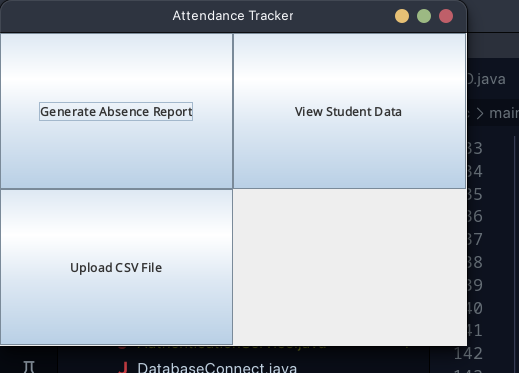 Attendance Tracker
Generate Absence Report
View Student Data
Upload CSV File
.java
main
33
34
35
36
37
38
39
40
41
142
DatabaseConnect.java